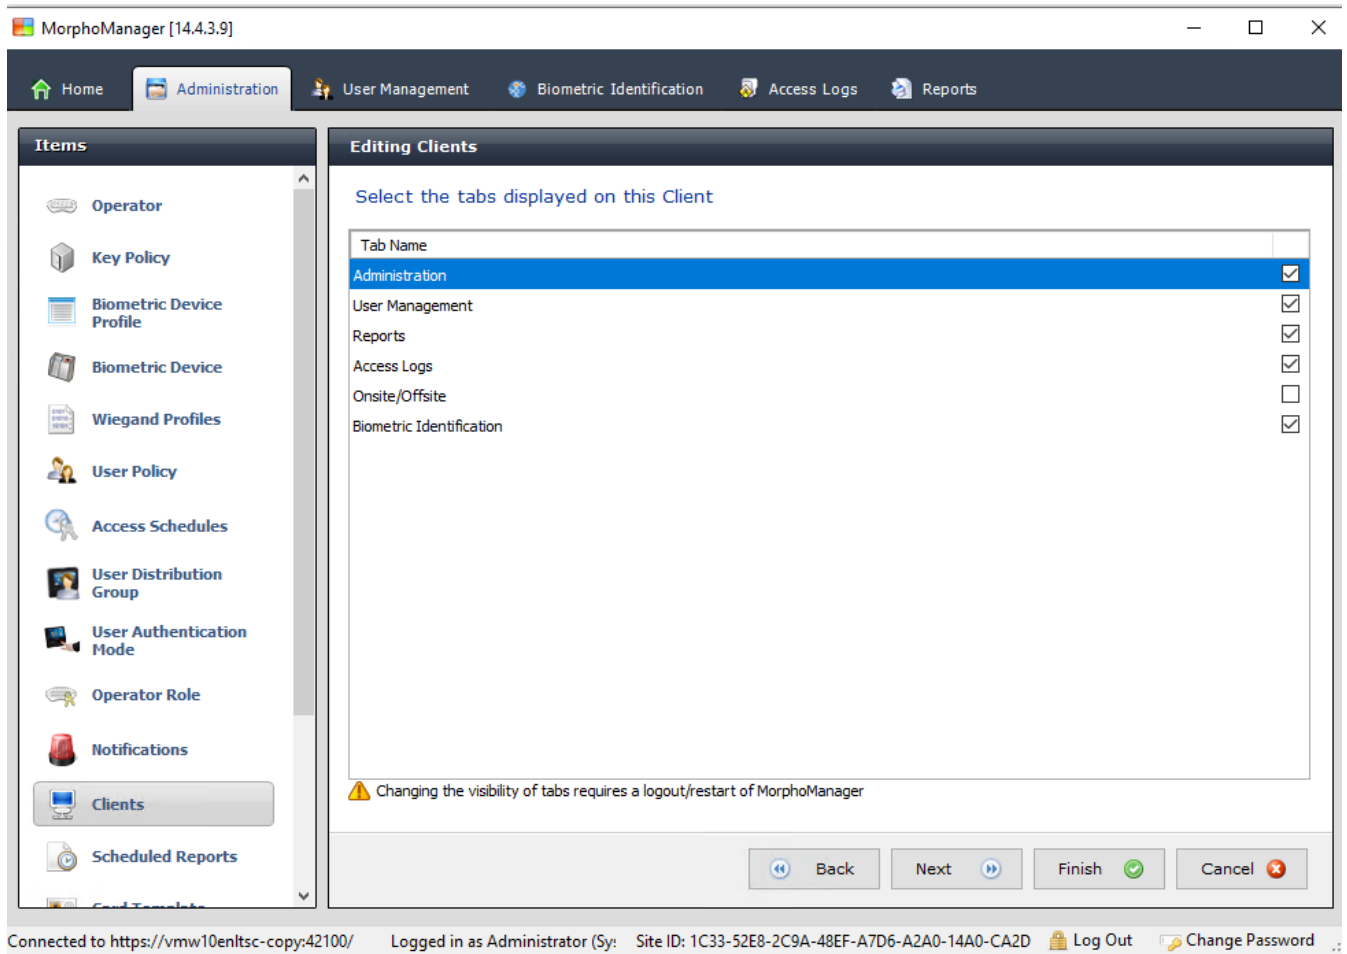 MorphoManager [14.4.3.9]
Home
Administration
User Management
Biometric Identification
Access Logs
Reports
Items
Operator
Key Policy
Biometric Device
Profile
Biometric Device
Wiegand Profiles
User Policy
Access Schedules
User Distribution
Group
User Authentication
Mode
Operator Role
Notifications
Clients
Scheduled Reports
Card Template
Editing Clients
Select the tabs displayed on this Client
Tab Name
Administration
User Management
Reports
Access Logs
Onsite/Offsite
Biometric Identification
Changing the visibility of tabs requires a logout/restart of MorphoManager
Back
Next
Finish
Cancel
Connected to https://vmw10enltsc-copy:42100/
Logged in as Administrator (Sy:
Site ID: 1C33-52E8-2C9A-48EF-A7D6-A2A0-14A0-CA2D
Log Out
Change Password